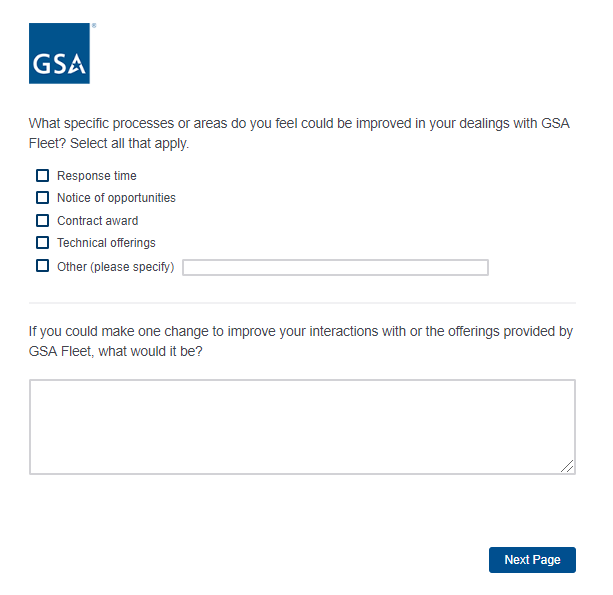 GSA
What specific processes or areas do you feel could be improved in your dealings with GSA
Fleet? Select all that apply.
Response time
Notice of opportunities
Contract award
Technical offerings
Other (please specify)
If you could make one change to improve your interactions with or the offerings provided by
GSA Fleet, what would it be?
Next Page